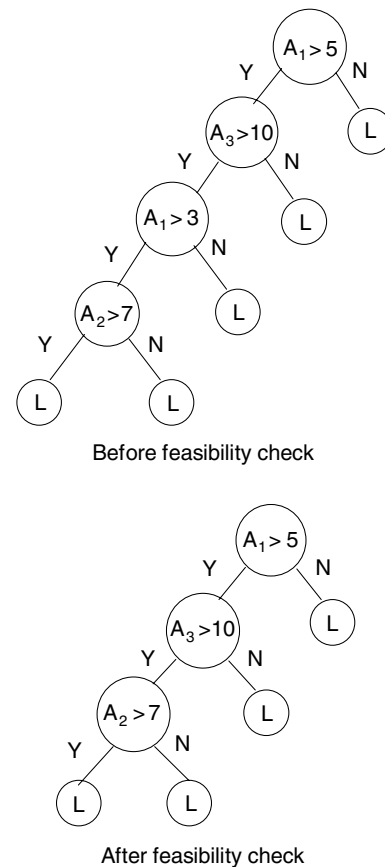 A₁>5
Y N
A₃>10 L
Y N
A₁>3 L
Y N
A₂>7 L
Y N
L L
Before feasibility check
A₁>5
Y N
A₃>10 L
Y N
A₂>7 L
Y N
L L
After feasibility check